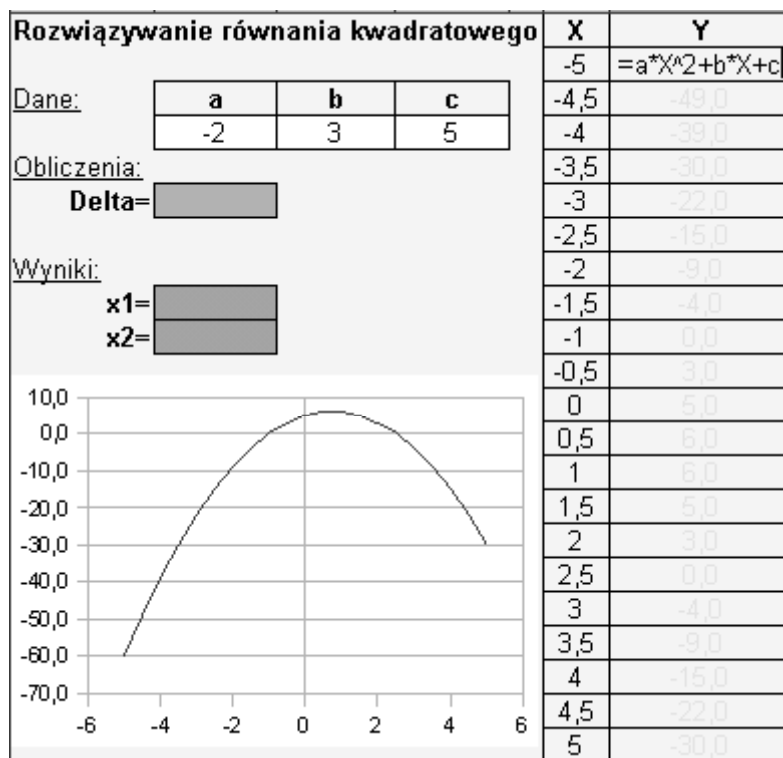 Rozwiązywanie równania kwadratowego
Dane:
a b c
-2 3 5
Obliczenia:
Delta=
Wyniki:
x1=
x2=
10,0
0,0
-10,0
-20,0
-30,0
-40,0
-50,0
-60,0
-70,0
-6 -4 -2 0 2 4 6
X Y
-5 =a*X^2+b*X+c
-4,5 -49,0
-4 -39,0
-3,5 -30,0
-3 -22,0
-2,5 -15,0
-2 -9,0
-1,5 -4,0
-1 0,0
-0,5 3,0
0 5,0
0,5 6,0
1 6,0
1,5 5,0
2 3,0
2,5 0,0
3 -4,0
3,5 -9,0
4 -15,0
4,5 -22,0
5 -30,0